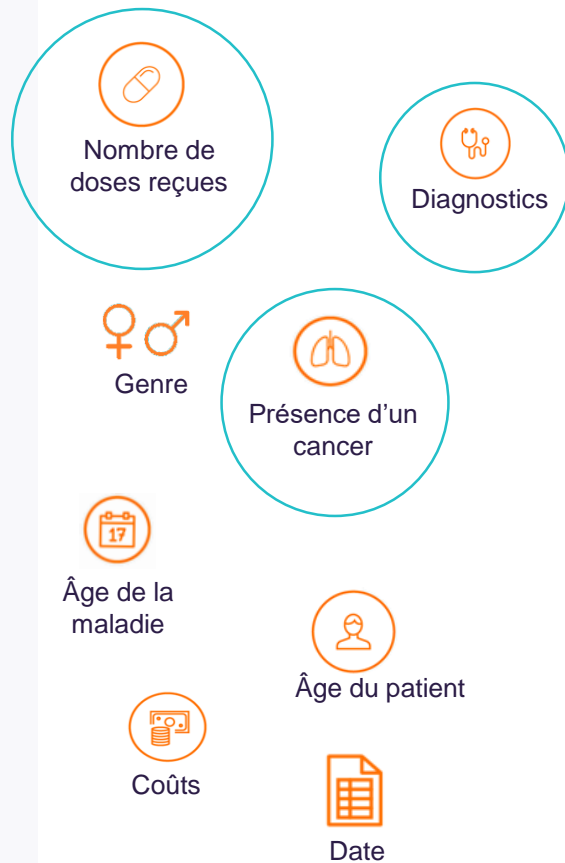 Nombre de
doses reçues
Diagnostics
Genre
Présence d’un
cancer
17
Âge de la
maladie
Âge du patient
Coûts
Date